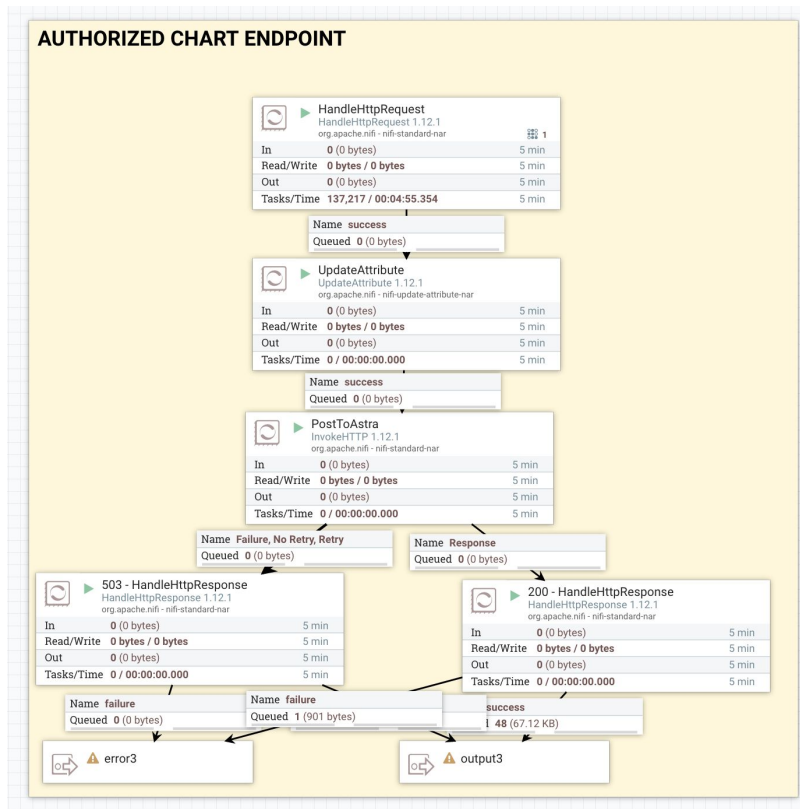 AUTHORIZED CHART ENDPOINT
HandleHttpRequest
HandleHttpRequest 1.12.1
org.apache.nifi - nifi-standard-nar
1
In 0 (0 bytes) 5 min
Read/Write 0 bytes / 0 bytes 5 min
Out 0 (0 bytes) 5 min
Tasks/Time 137,217 / 00:04:55.354 5 min
Name success
Queued 0 (0 bytes)
UpdateAttribute
UpdateAttribute 1.12.1
org.apache.nifi - nifi-update-attribute-nar
In 0 (0 bytes) 5 min
Read/Write 0 bytes / 0 bytes 5 min
Out 0 (0 bytes) 5 min
Tasks/Time 0 / 00:00:00.000 5 min
Name success
Queued 0 (0 bytes)
PostToAstra
InvokeHTTP 1.12.1
org.apache.nifi - nifi-standard-nar
In 0 (0 bytes) 5 min
Read/Write 0 bytes / 0 bytes 5 min
Out 0 (0 bytes) 5 min
Tasks/Time 0 / 00:00:00.000 5 min
Name Failure, No Retry, Retry
Queued 0 (0 bytes)
Name Response
Queued 0 (0 bytes)
503 - HandleHttpResponse
HandleHttpResponse 1.12.1
org.apache.nifi - nifi-standard-nar
In 0 (0 bytes) 5 min
Read/Write 0 bytes / 0 bytes 5 min
Out 0 (0 bytes) 5 min
Tasks/Time 0 / 00:00:00.000 5 min
200 - HandleHttpResponse
HandleHttpResponse 1.12.1
org.apache.nifi - nifi-standard-nar
In 0 (0 bytes) 5 min
Read/Write 0 bytes / 0 bytes 5 min
Out 0 (0 bytes) 5 min
Tasks/Time 0 / 00:00:00.000 5 min
Name failure
Queued 0 (0 bytes)
Name failure
Queued 1 (901 bytes)
success
48 (67.12 KB)
error3
output3